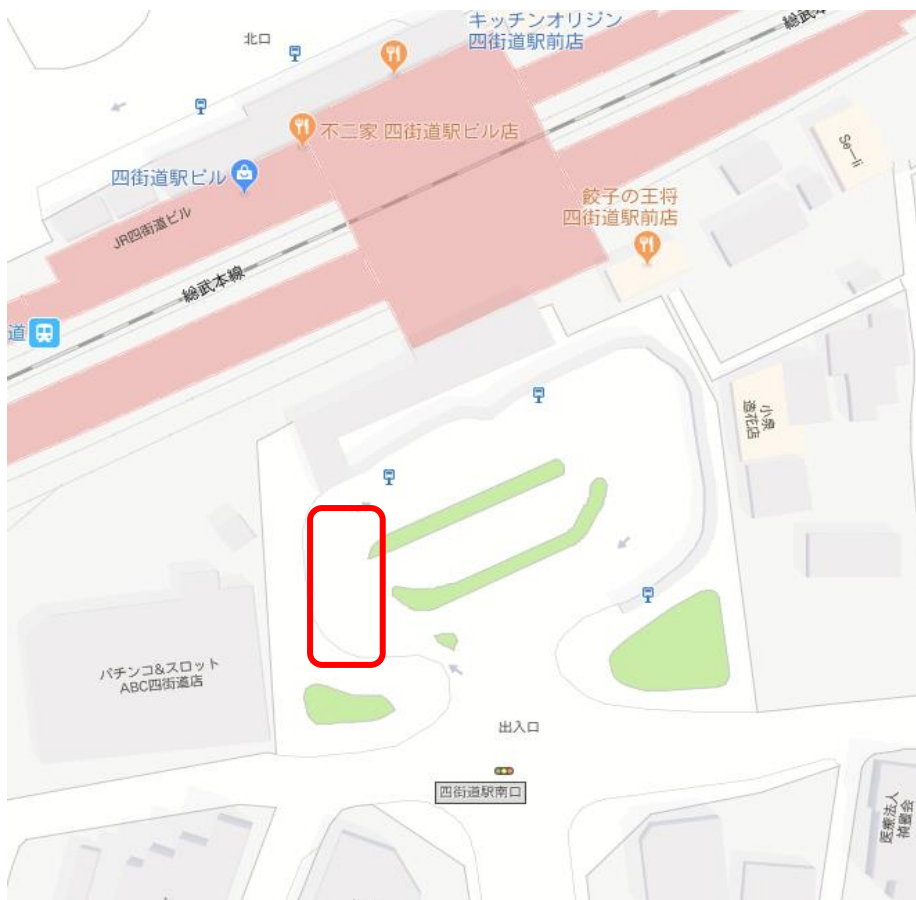 キッチンオリジン
四街道駅前店
北口
不二家 四街道駅ビル店
四街道駅ビル
JR四街道ビル
餃子の王将
四街道駅前店
総武本線
総武本
道
小泉
造花店
パチンコ&スロット
ABC四街道店
出入口
四街道駅南口
医療法人